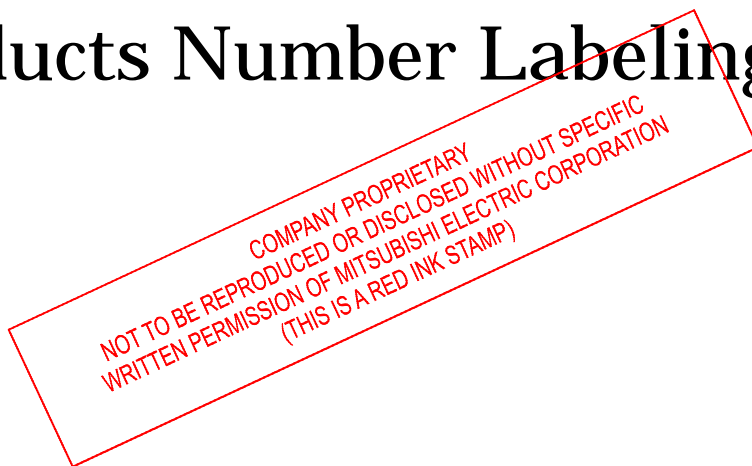 ducts Number Labeling
COMPANY PROPRIETARY
NOT TO BE REPRODUCED OR DISCLOSED WITHOUT SPECIFIC
WRITTEN PERMISSION OF MITSUBISHI ELECTRIC CORPORATION
(THIS IS A RED INK STAMP)